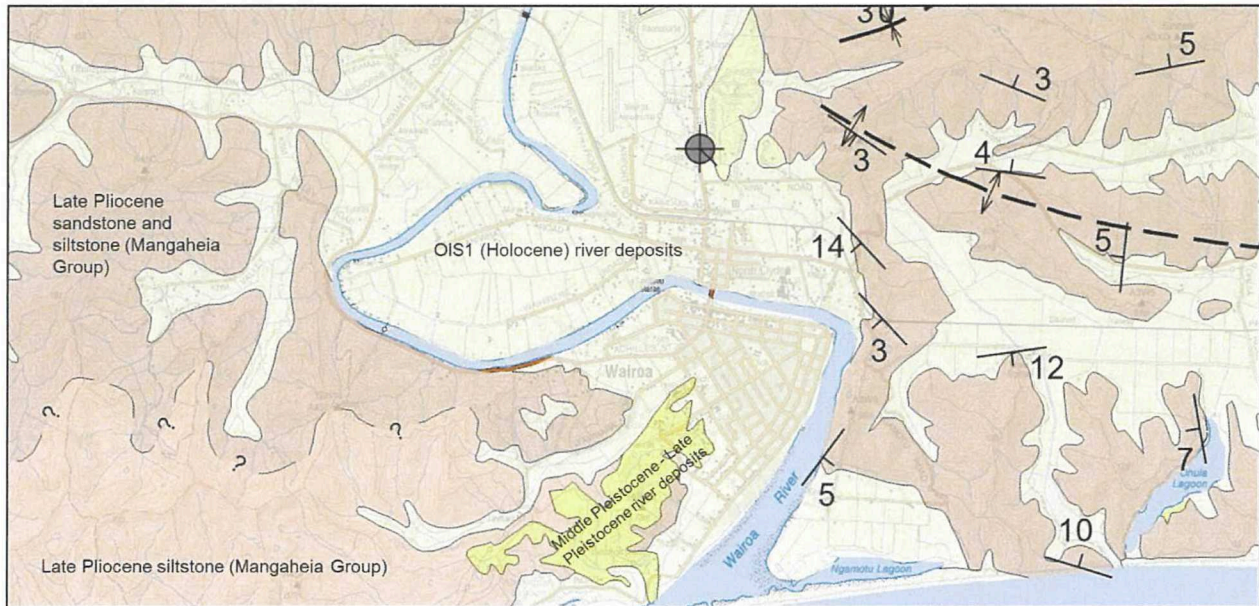 30
5
3
3
4
Late Pliocene
sandstone and
siltstone (Mangaheia
Group)
OIS1 (Holocene) river deposits
14
5
3
Wairoa
12
?
?
?
?
7
Ohuia
Lagoon
Middle Pleistocene - Late
Pleistocene river deposits
5
River
Wairoa
10
Late Pliocene siltstone (Mangaheia Group)
Ngamotu Lagoon